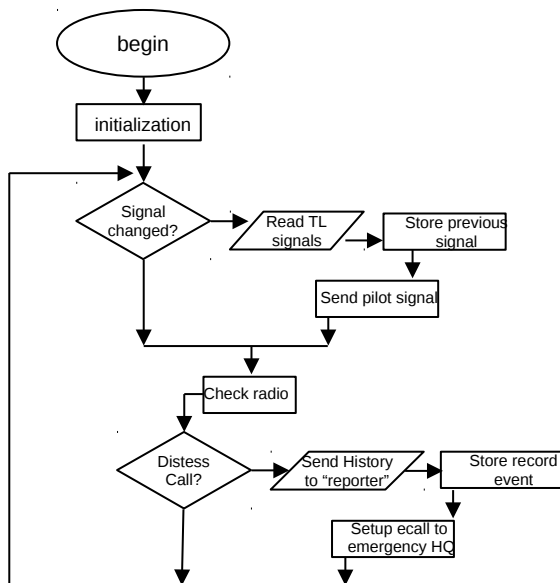 begin
initialization
Signal
changed?
Read TL
signals
Store previous
signal
Send pilot signal
Check radio
Distess
Call?
Send History
to “reporter”
Store record
event
Setup ecall to
emergency HQ